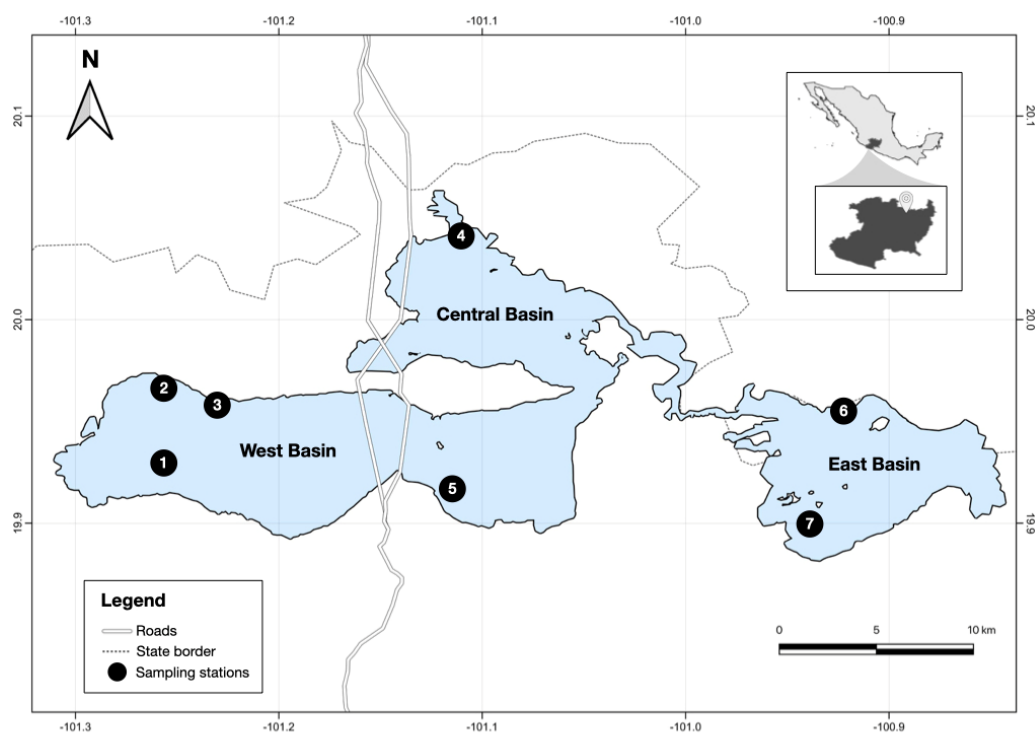 -101.3
-101.2
-101.1
-101.0
-100.9
N
20.1
20.1
4
Central Basin
20.0
20.0
2
3
6
West Basin
1
East Basin
5
7
19.9
19.9
Legend
Roads
State border
Sampling stations
0
5
10 km
-101.3
-101.2
-101.1
-101.0
-100.9